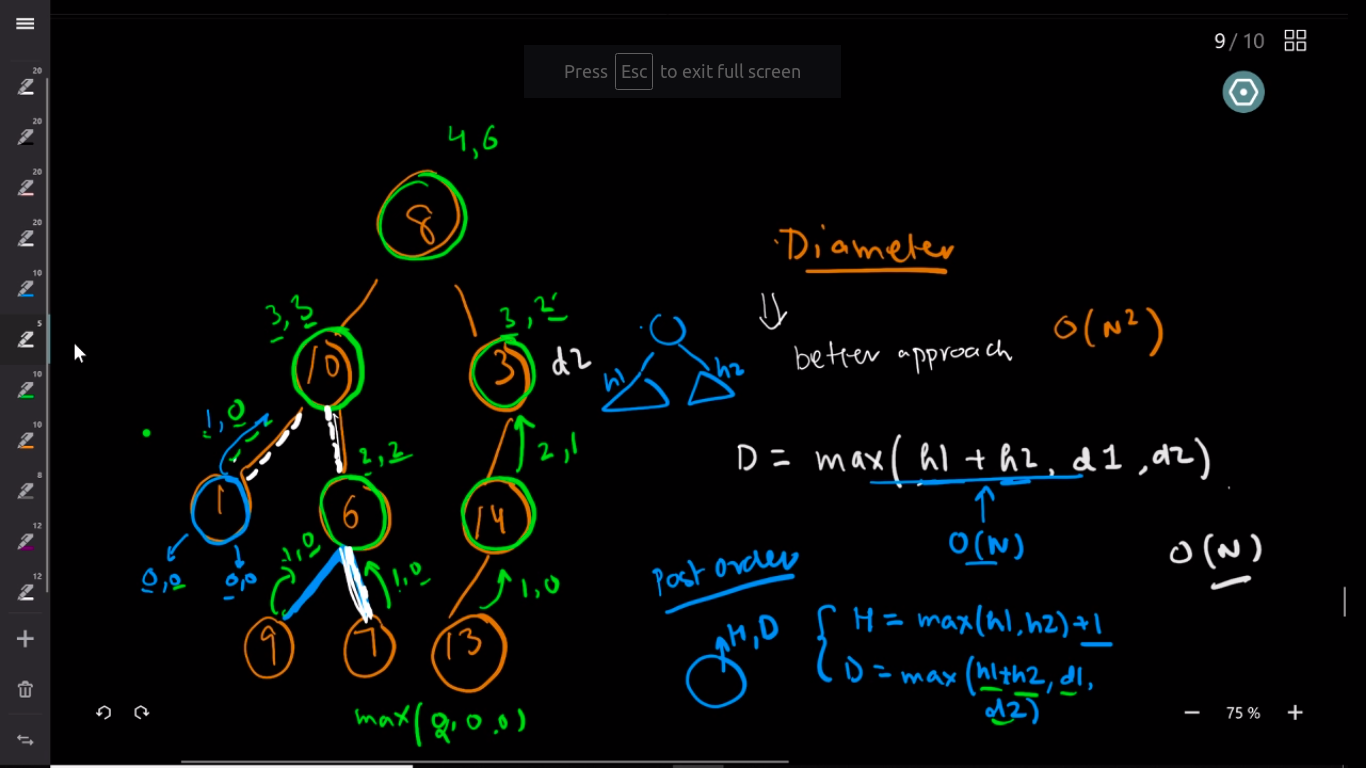 9 / 10
Press Esc to exit full screen
20
20
20
20
10
5
10
10
8
12
12
4,6
8
Diameter
3,3
3,2
10
3
d2
h1
h2
better approach
O(N²)
1,0
2,2
2,1
D = max(h1+h2, d1, d2)
O(N)
O(N)
1
6
14
0,0
0,0
1,0
1,0
1,0
Post order
9
7
13
H,D
H = max(h1,h2)+1
D = max(h1+h2, d1,
d2)
max(0,0,0)
75 %